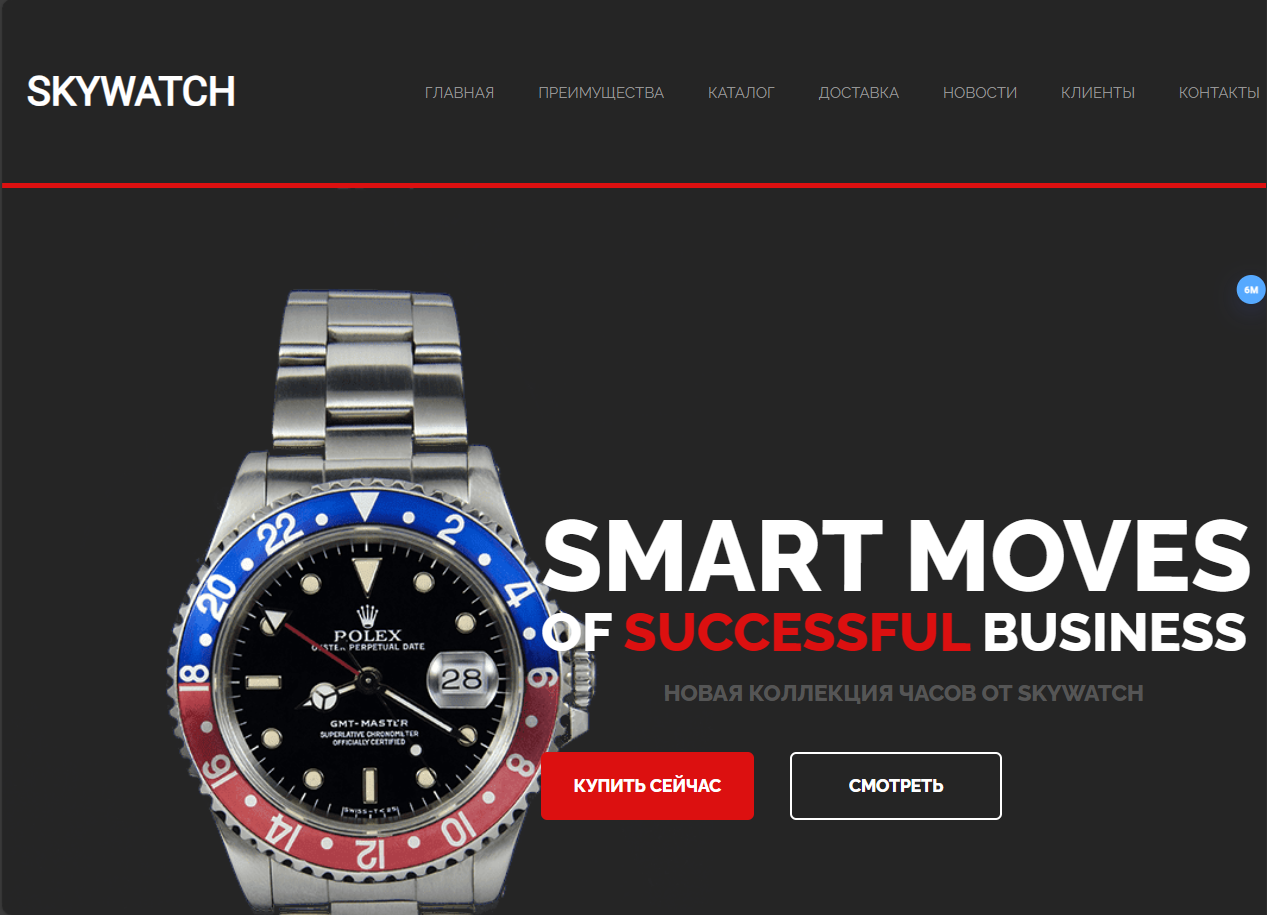 SKYWATCH
ГЛАВНАЯ ПРЕИМУЩЕСТВА КАТАЛОГ ДОСТАВКА НОВОСТИ КЛИЕНТЫ КОНТАКТЫ
6M
SMART MOVES
OF SUCCESSFUL BUSINESS
НОВАЯ КОЛЛЕКЦИЯ ЧАСОВ ОТ SKYWATCH
КУПИТЬ СЕЙЧАС СМОТРЕТЬ
2
4
6
8
10
12
14
16
18
20
22
POLEX
OYSTER PERPETUAL DATE
28
GMT-MASTER
SUPERLATIVE CHRONOMETER
OFFICIALLY CERTIFIED
SWISS-T<25